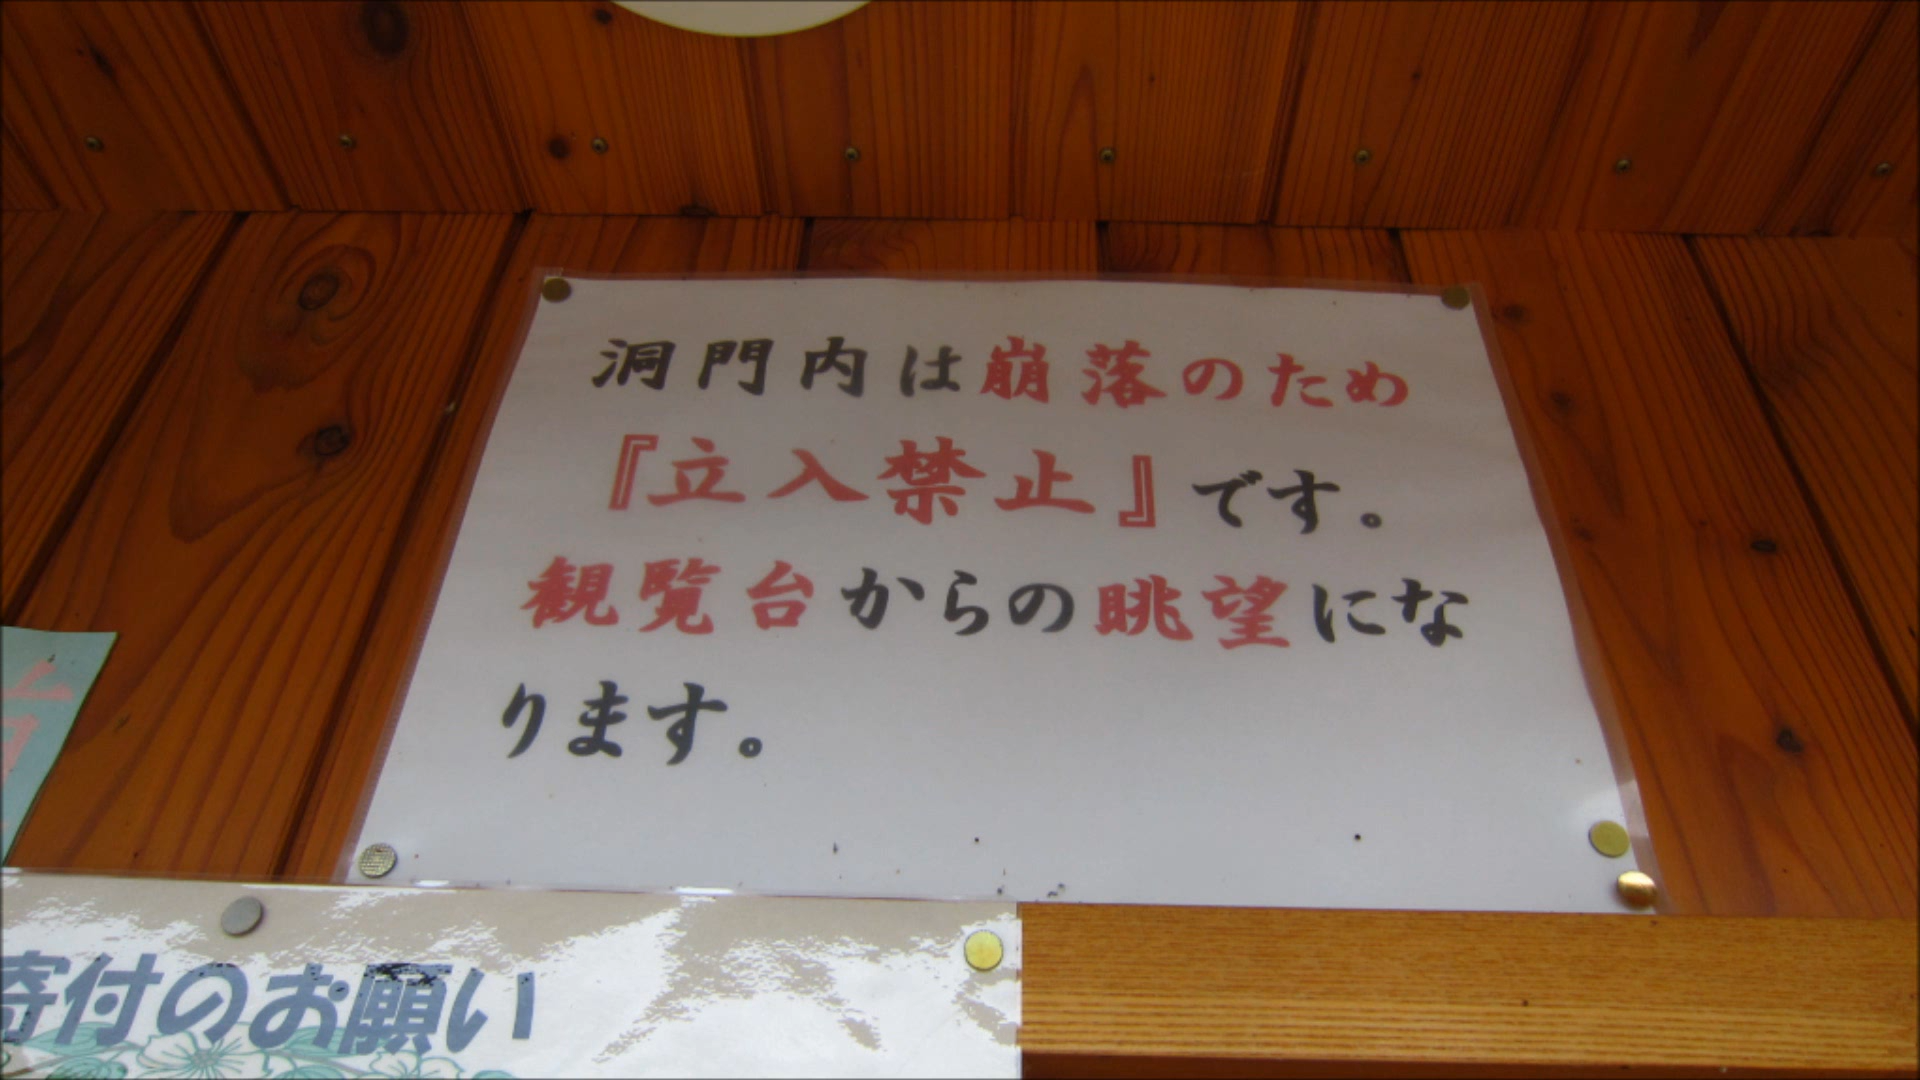 洞門内は崩落のため
『立入禁止』です。
観覧台からの眺望にな
ります。
寄付のお願い